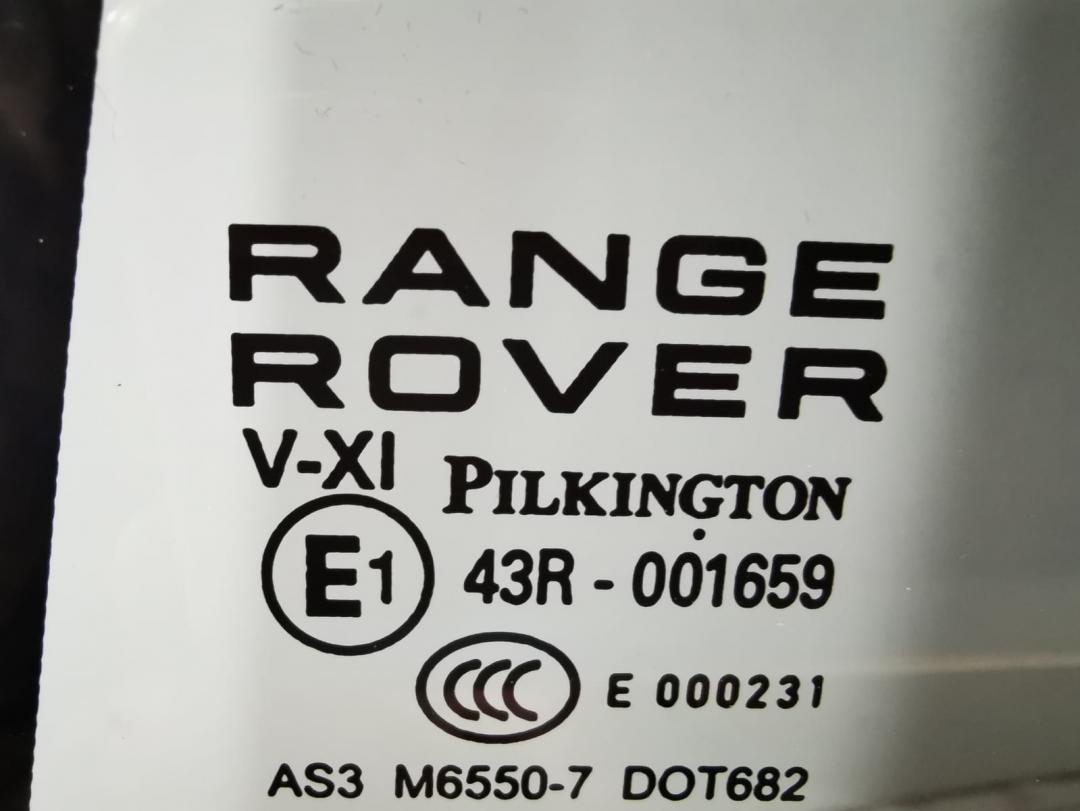 RANGE
ROVER
V-XI PILKINGTON
E1 43R - 001659
CCC E 000231
AS3 M6550-7 DOT682